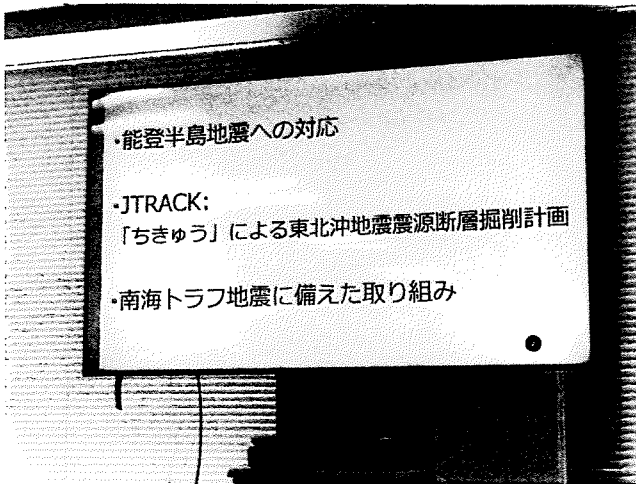 ・能登半島地震への対応
・JTRACK:
「ちきゅう」による東北沖地震震源断層掘削計画
・南海トラフ地震に備えた取り組み